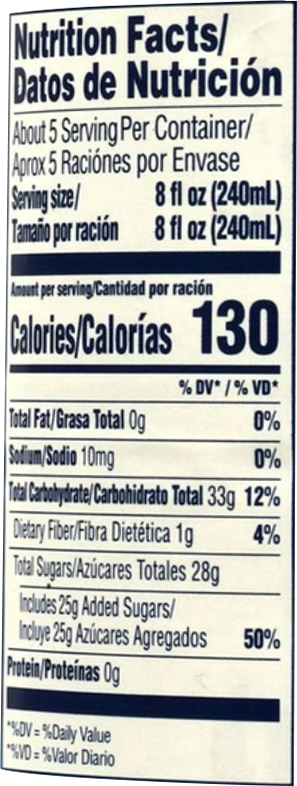 Nutrition Facts/
Datos de Nutrición
About 5 Serving Per Container/
Aprox 5 Raciónes por Envase
Serving size/ 8 fl oz (240mL)
Tamaño por ración 8 fl oz (240mL)
Amount per serving/Cantidad por ración
Calories/Calorías 130
% DV* / % VD*
Total Fat/Grasa Total 0g 0%
Sodium/Sodio 10mg 0%
Total Carbohydrate/Carbohidrato Total 33g 12%
Dietary Fiber/Fibra Dietética 1g 4%
Total Sugars/Azúcares Totales 28g
Includes 25g Added Sugars/
Incluye 25g Azúcares Agregados 50%
Protein/Proteínas 0g
*%DV = %Daily Value
*%VD = %Valor Diario